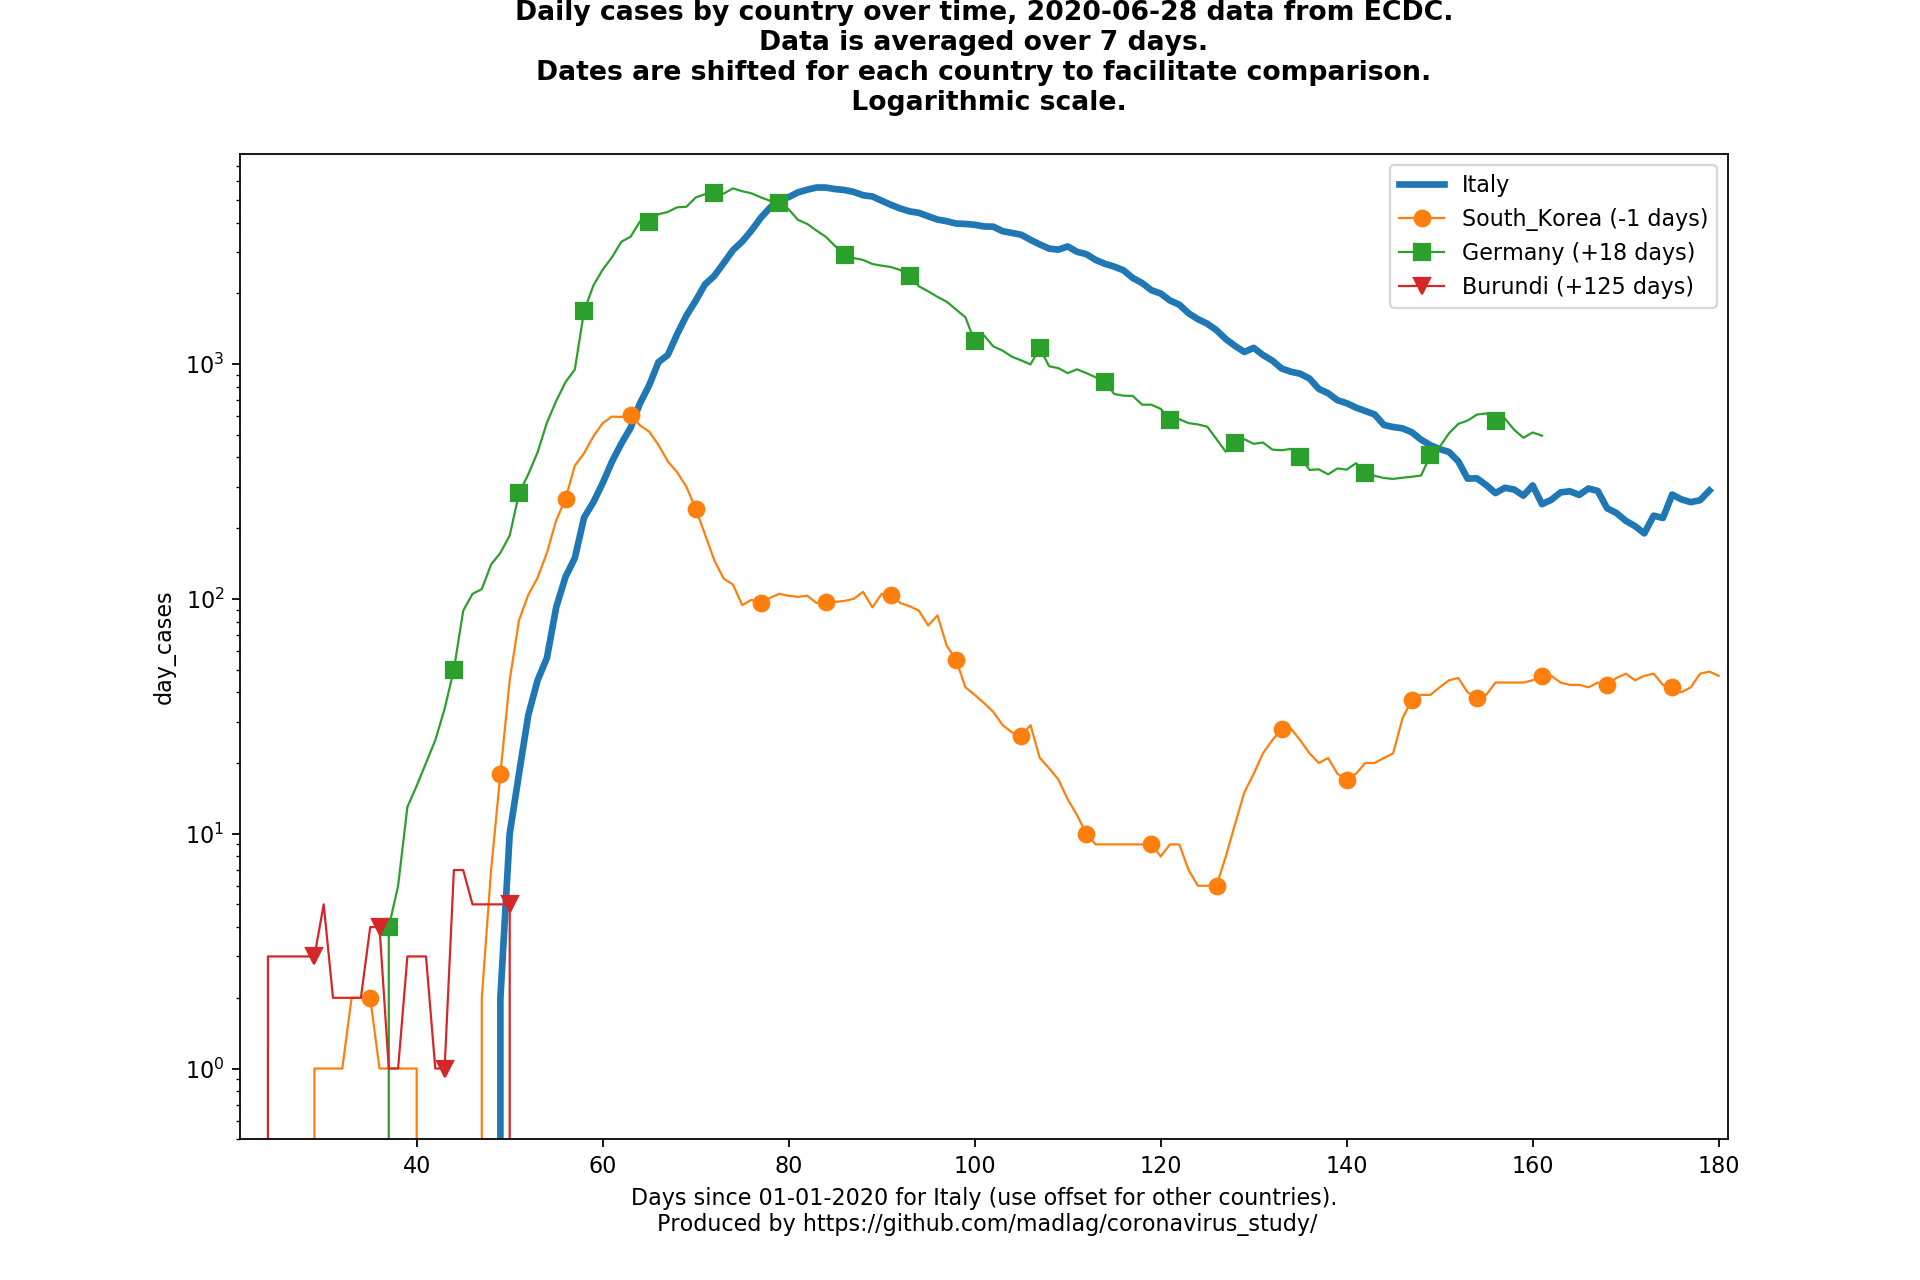 Daily cases by country over time, 2020-06-28 data from ECDC.
Data is averaged over 7 days.
Dates are shifted for each country to facilitate comparison.
Logarithmic scale.
Italy
South_Korea (-1 days)
Germany (+18 days)
Burundi (+125 days)
day_cases
10³
10²
10¹
10⁰
40 60 80 100 120 140 160 180
Days since 01-01-2020 for Italy (use offset for other countries).
Produced by https://github.com/madlag/coronavirus_study/